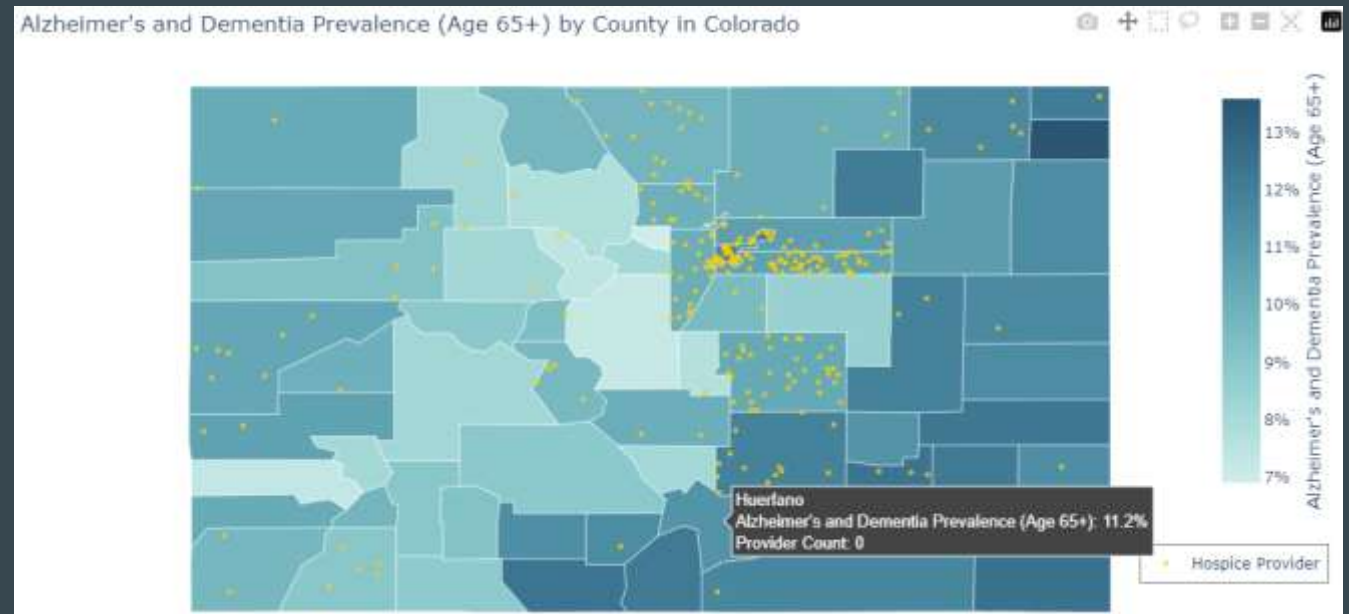 Alzheimer's and Dementia Prevalence (Age 65+) by County in Colorado
Alzheimer's and Dementia Prevalence (Age 65+)
13%
12%
11%
10%
9%
8%
7%
Huerfano
Alzheimer's and Dementia Prevalence (Age 65+): 11.2%
Provider Count: 0
Hospice Provider